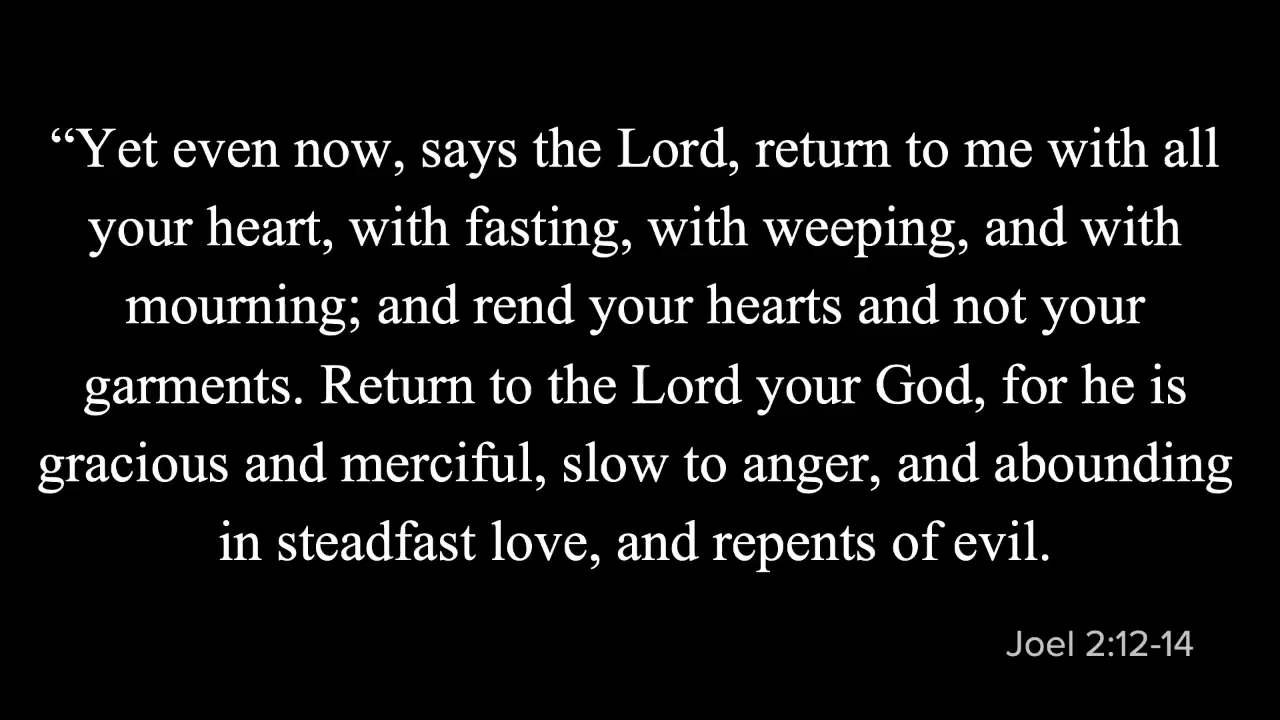 “Yet even now, says the Lord, return to me with all
your heart, with fasting, with weeping, and with
mourning; and rend your hearts and not your
garments. Return to the Lord your God, for he is
gracious and merciful, slow to anger, and abounding
in steadfast love, and repents of evil.
Joel 2:12-14